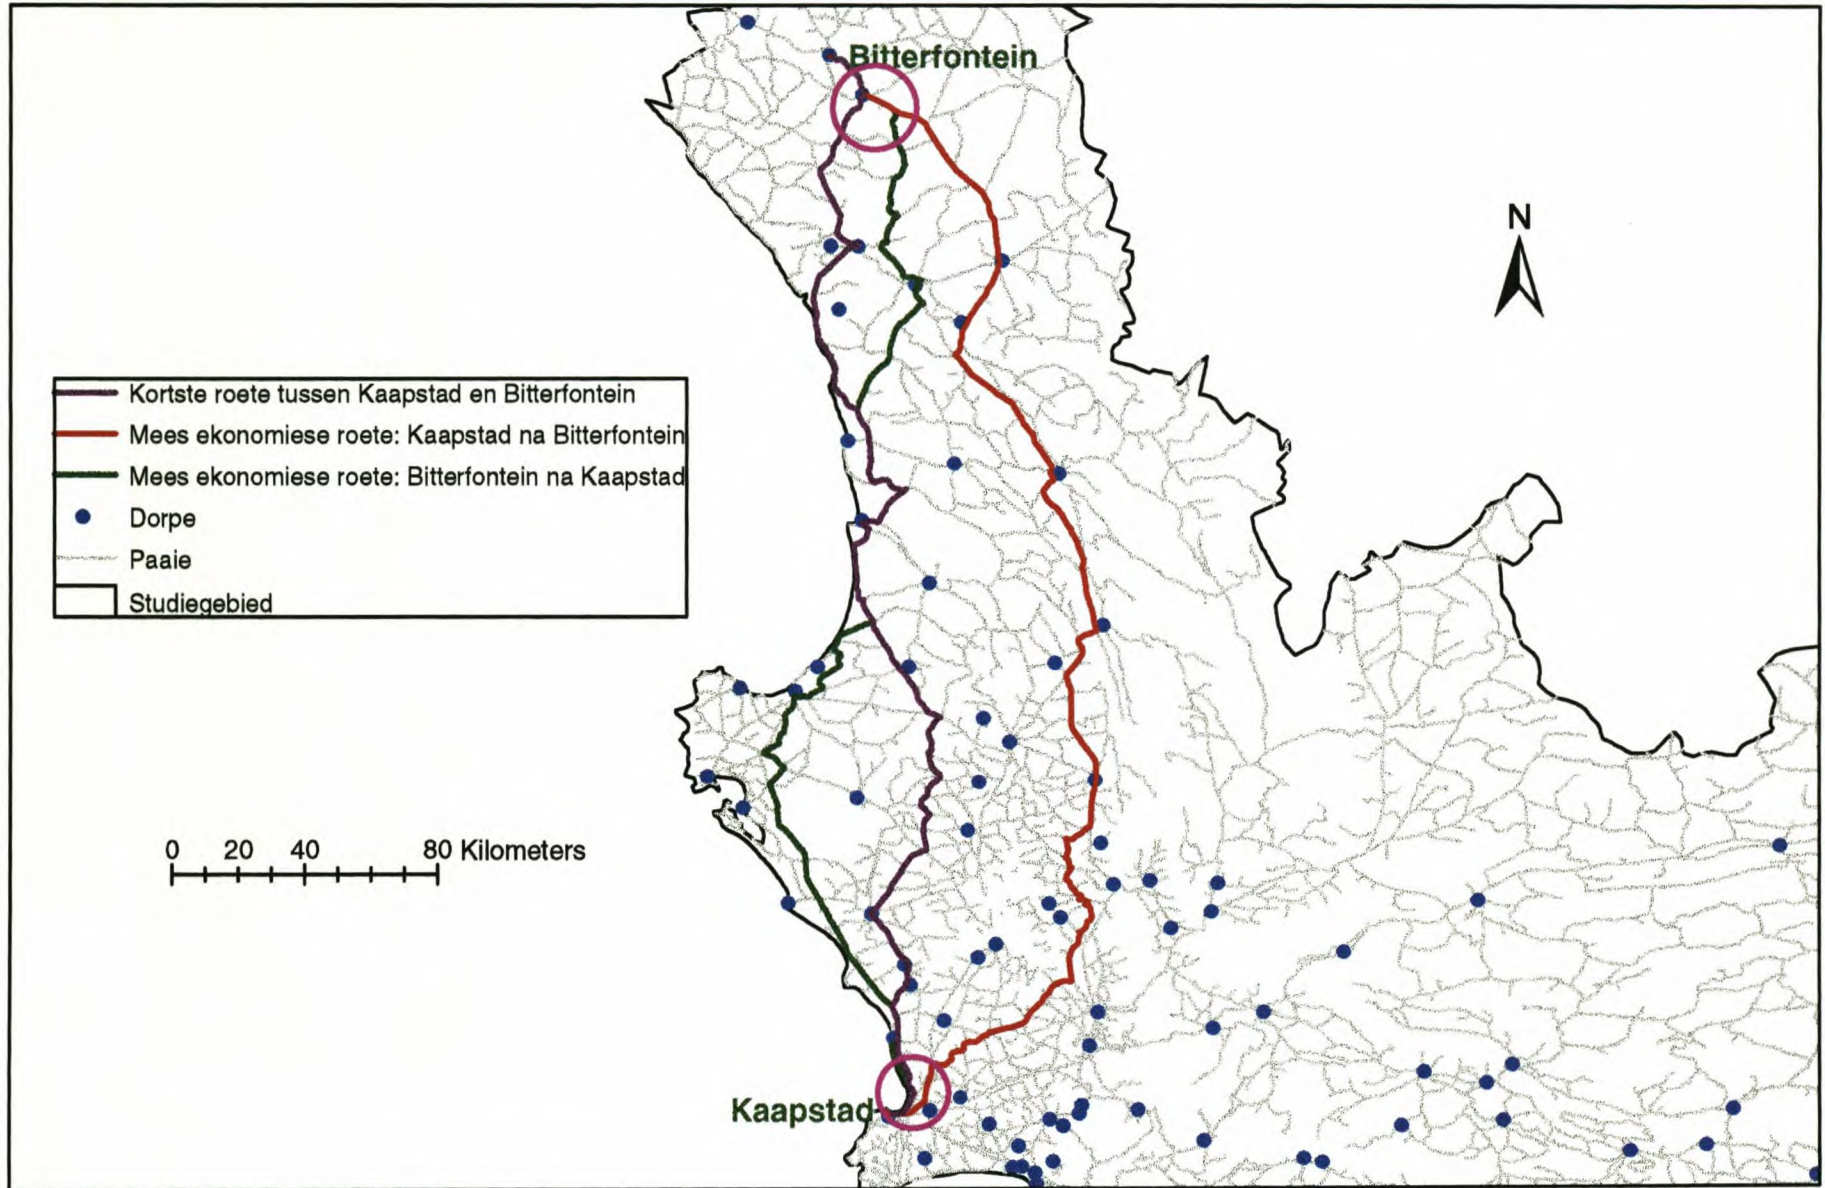 Bitterfontein
N
Kortste roete tussen Kaapstad en Bitterfontein
Mees ekonomiese roete: Kaapstad na Bitterfontein
Mees ekonomiese roete: Bitterfontein na Kaapstad
Dorpe
Paaie
Studiegebied
0 20 40 80 Kilometers
Kaapstad